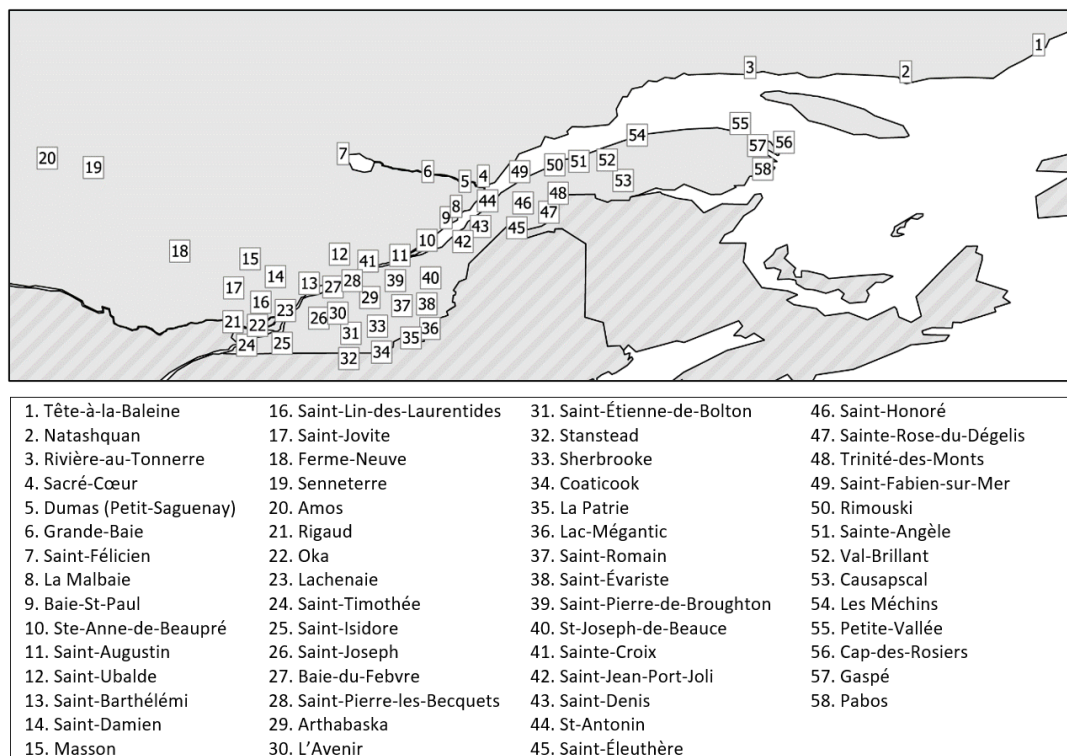 1
3
2
55
54
56
20
7
57
19
6
5
4
49
50
51
52
58
53
8
44
46
48
9
43
47
10
42
45
18
15
12
41
11
14
13
27
28
39
40
17
29
16
23
26
30
37
38
21
22
31
33
36
24
25
35
32
34
1. Tête-à-la-Baleine
2. Natashquan
3. Rivière-au-Tonnerre
4. Sacré-Cœur
5. Dumas (Petit-Saguenay)
6. Grande-Baie
7. Saint-Félicien
8. La Malbaie
9. Baie-St-Paul
10. Ste-Anne-de-Beaupré
11. Saint-Augustin
12. Saint-Ubalde
13. Saint-Barthélémi
14. Saint-Damien
15. Masson
16. Saint-Lin-des-Laurentides
17. Saint-Jovite
18. Ferme-Neuve
19. Senneterre
20. Amos
21. Rigaud
22. Oka
23. Lachenaie
24. Saint-Timothée
25. Saint-Isidore
26. Saint-Joseph
27. Baie-du-Febvre
28. Saint-Pierre-les-Becquets
29. Arthabaska
30. L’Avenir
31. Saint-Étienne-de-Bolton
32. Stanstead
33. Sherbrooke
34. Coaticook
35. La Patrie
36. Lac-Mégantic
37. Saint-Romain
38. Saint-Évariste
39. Saint-Pierre-de-Broughton
40. St-Joseph-de-Beauce
41. Sainte-Croix
42. Saint-Jean-Port-Joli
43. Saint-Denis
44. St-Antonin
45. Saint-Éleuthère
46. Saint-Honoré
47. Sainte-Rose-du-Dégelis
48. Trinité-des-Monts
49. Saint-Fabien-sur-Mer
50. Rimouski
51. Sainte-Angèle
52. Val-Brillant
53. Causapscal
54. Les Méchins
55. Petite-Vallée
56. Cap-des-Rosiers
57. Gaspé
58. Pabos